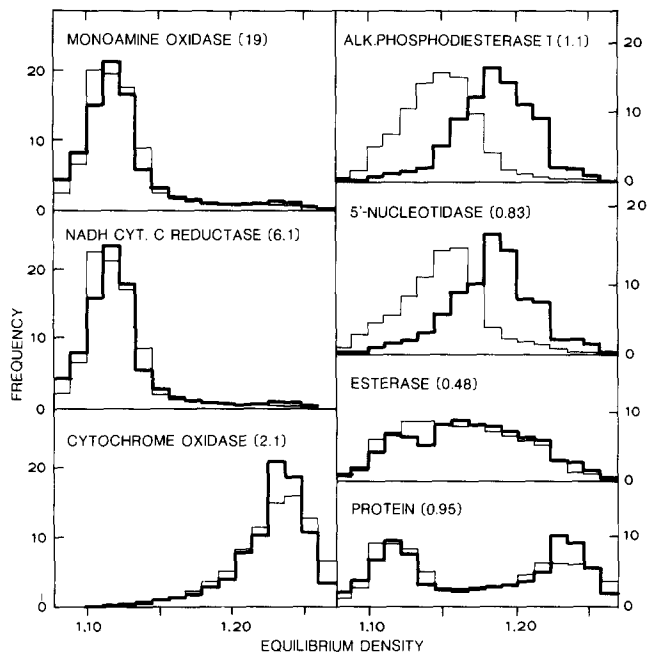 MONOAMINE OXIDASE (19)
20
10
0
NADH CYT. C REDUCTASE (6.1)
20
10
0
CYTOCHROME OXIDASE (2.1)
20
10
0
1.10
1.20
FREQUENCY
ALK.PHOSPHODIESTERASE I (1.1)
20
10
0
5'-NUCLEOTIDASE (0.83)
20
10
0
ESTERASE (0.48)
10
0
PROTEIN (0.95)
10
0
1.10
1.20
EQUILIBRIUM DENSITY